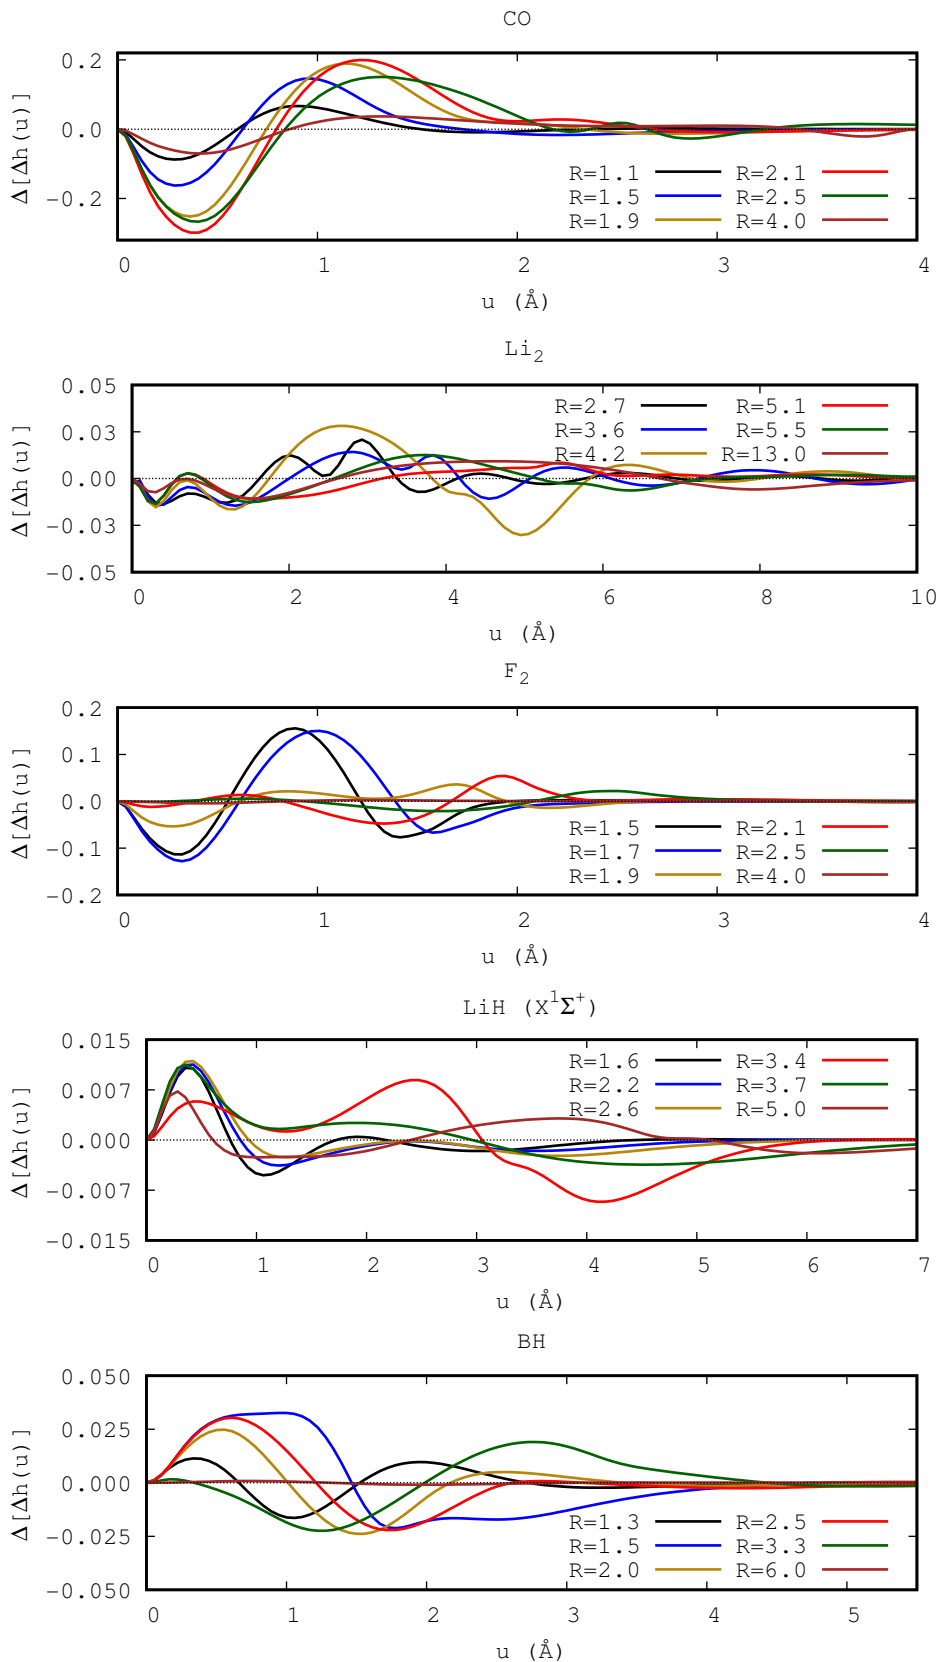 CO
0.2
0.0
-0.2
Δ[Δh(u)]
R=1.1 R=2.1
R=1.5 R=2.5
R=1.9 R=4.0
0 1 2 3 4
u (Å)
Li2
0.05
0.03
0.00
-0.03
-0.05
Δ[Δh(u)]
R=2.7 R=5.1
R=3.6 R=5.5
R=4.2 R=13.0
0 2 4 6 8 10
u (Å)
F2
0.2
0.1
0.0
-0.1
-0.2
Δ[Δh(u)]
R=1.5 R=2.1
R=1.7 R=2.5
R=1.9 R=4.0
0 1 2 3 4
u (Å)
LiH (X¹Σ⁺)
0.015
0.007
0.000
-0.007
-0.015
Δ[Δh(u)]
R=1.6 R=3.4
R=2.2 R=3.7
R=2.6 R=5.0
0 1 2 3 4 5 6 7
u (Å)
BH
0.050
0.025
0.000
-0.025
-0.050
Δ[Δh(u)]
R=1.3 R=2.5
R=1.5 R=3.3
R=2.0 R=6.0
0 1 2 3 4 5
u (Å)